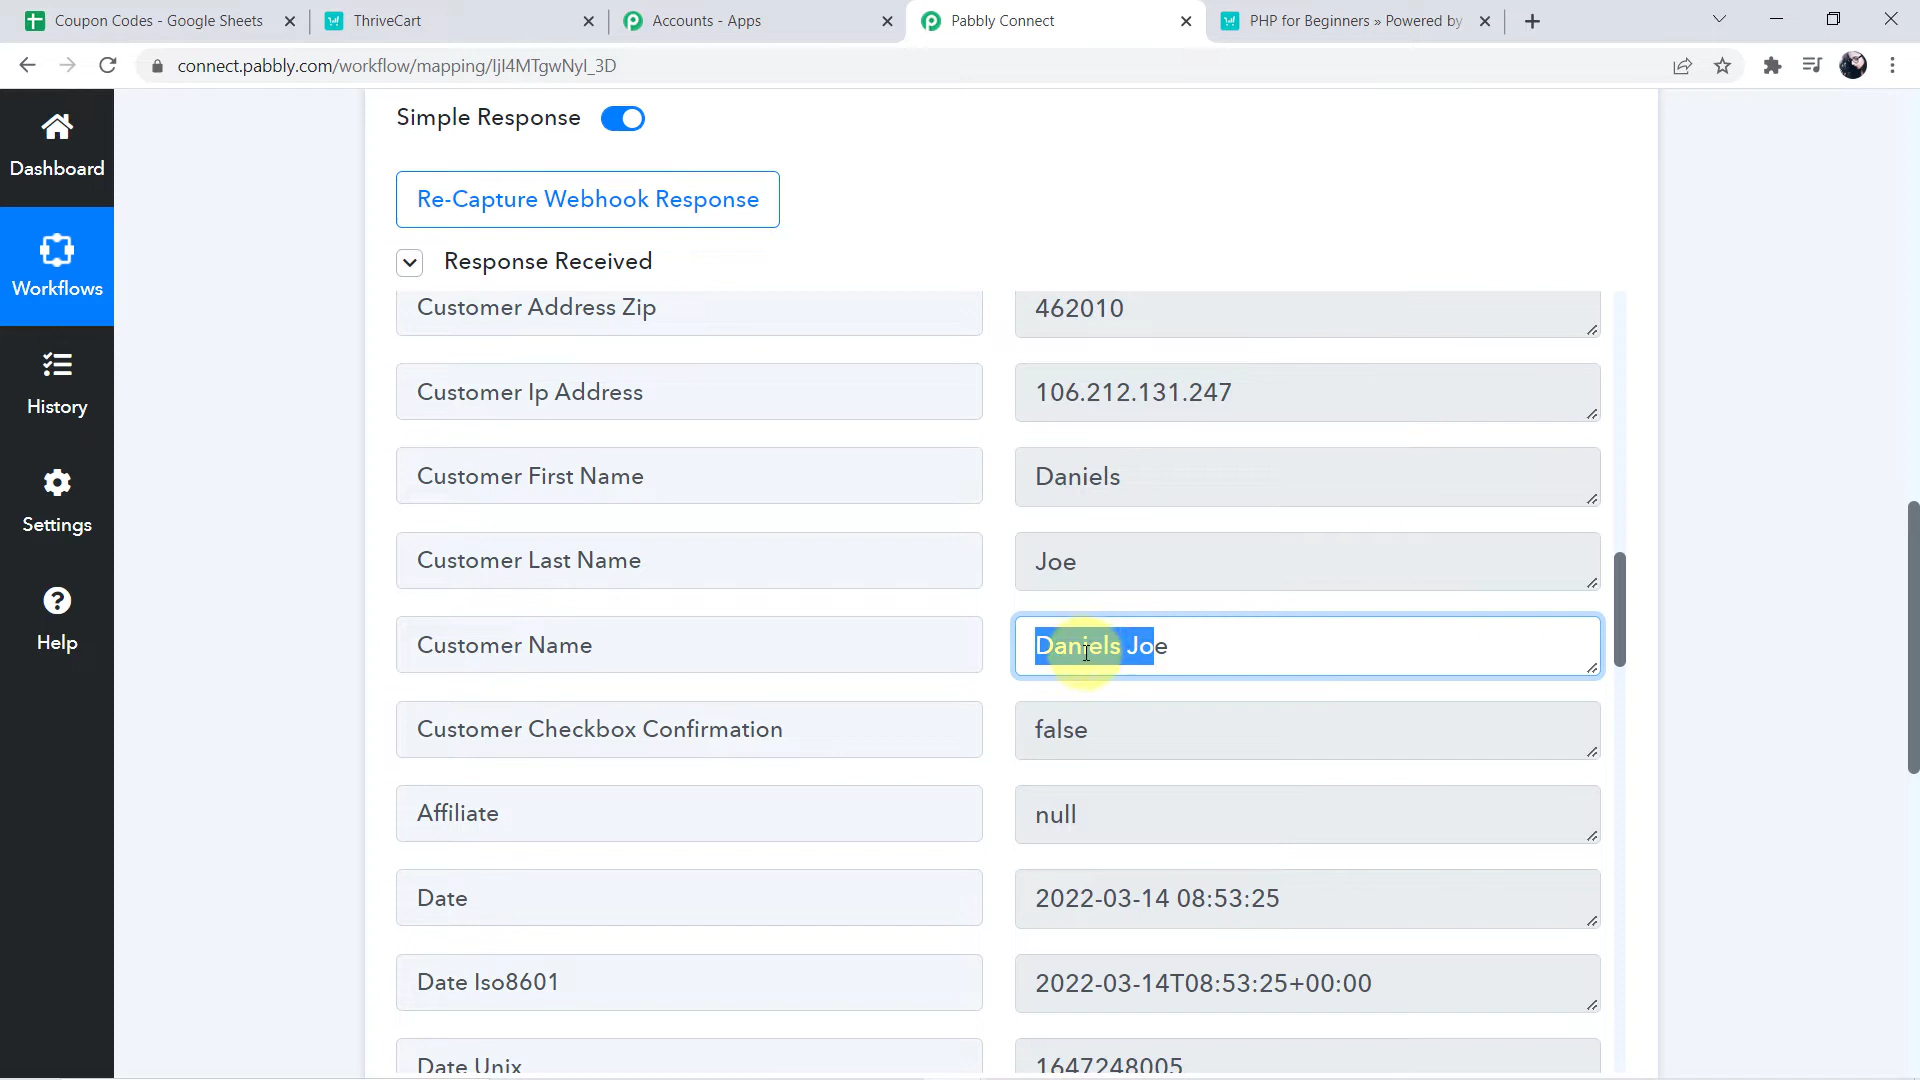 Coupon Codes - Google Sheets
ThriveCart
Accounts - Apps
Pabbly Connect
PHP for Beginners » Powered by
connect.pabbly.com/workflow/mapping/IjI4MTgwNyI_3D
Dashboard
Workflows
History
Settings
Help
Simple Response
Re-Capture Webhook Response
Response Received
Customer Address Zip 462010
Customer Ip Address 106.212.131.247
Customer First Name Daniels
Customer Last Name Joe
Customer Name Daniels Joe
Customer Checkbox Confirmation false
Affiliate null
Date 2022-03-14 08:53:25
Date Iso8601 2022-03-14T08:53:25+00:00
Date Unix 1647248005